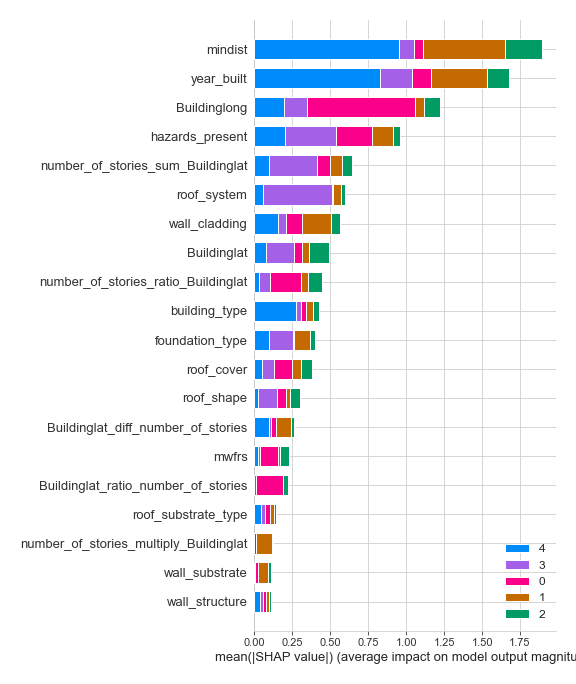 mindist
year_built
Buildinglong
hazards_present
number_of_stories_sum_Buildinglat
roof_system
wall_cladding
Buildinglat
number_of_stories_ratio_Buildinglat
building_type
foundation_type
roof_cover
roof_shape
Buildinglat_diff_number_of_stories
mwfrs
Buildinglat_ratio_number_of_stories
roof_substrate_type
number_of_stories_multiply_Buildinglat
wall_substrate
wall_structure
4
3
0
1
2
0.00 0.25 0.50 0.75 1.00 1.25 1.50 1.75
mean(|SHAP value|) (average impact on model output magnitu